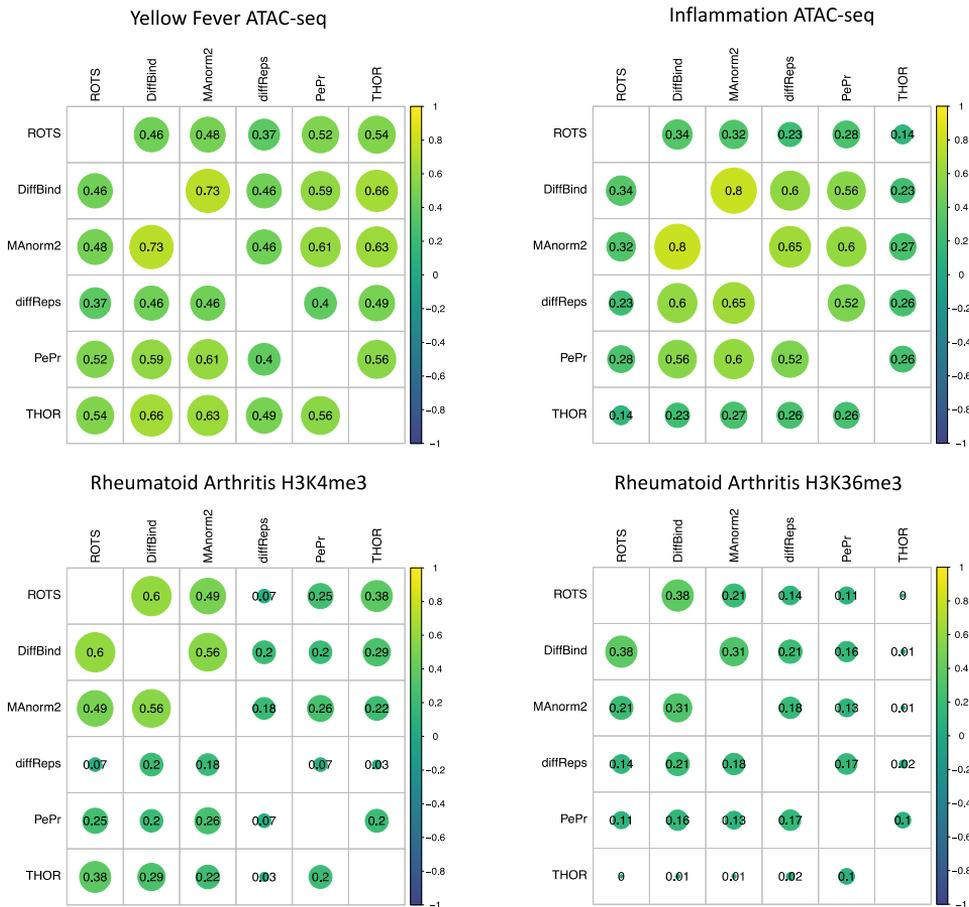 Yellow Fever ATAC-seq
ROTS DiffBind MAnorm2 diffReps PePr THOR
ROTS 0.46 0.48 0.37 0.52 0.54
DiffBind 0.46 0.73 0.46 0.59 0.66
MAnorm2 0.48 0.73 0.46 0.61 0.63
diffReps 0.37 0.46 0.46 0.4 0.49
PePr 0.52 0.59 0.61 0.4 0.56
THOR 0.54 0.66 0.63 0.49 0.56
1
0.8
0.6
0.4
0.2
0
−0.2
−0.4
−0.6
−0.8
−1
Inflammation ATAC-seq
ROTS DiffBind MAnorm2 diffReps PePr THOR
ROTS 0.34 0.32 0.23 0.28 0.14
DiffBind 0.34 0.8 0.6 0.56 0.23
MAnorm2 0.32 0.8 0.65 0.6 0.27
diffReps 0.23 0.6 0.65 0.52 0.26
PePr 0.28 0.56 0.6 0.52 0.26
THOR 0.14 0.23 0.27 0.26 0.26
1
0.8
0.6
0.4
0.2
0
−0.2
−0.4
−0.6
−0.8
−1
Rheumatoid Arthritis H3K4me3
ROTS DiffBind MAnorm2 diffReps PePr THOR
ROTS 0.6 0.49 0.07 0.25 0.38
DiffBind 0.6 0.56 0.2 0.2 0.29
MAnorm2 0.49 0.56 0.18 0.26 0.22
diffReps 0.07 0.2 0.18 0.07 0.03
PePr 0.25 0.2 0.26 0.07 0.2
THOR 0.38 0.29 0.22 0.03 0.2
1
0.8
0.6
0.4
0.2
0
−0.2
−0.4
−0.6
−0.8
−1
Rheumatoid Arthritis H3K36me3
ROTS DiffBind MAnorm2 diffReps PePr THOR
ROTS 0.38 0.21 0.14 0.11 0
DiffBind 0.38 0.31 0.21 0.16 0.01
MAnorm2 0.21 0.31 0.18 0.13 0.01
diffReps 0.14 0.21 0.18 0.17 0.02
PePr 0.11 0.16 0.13 0.17 0.1
THOR 0 0.01 0.01 0.02 0.1
1
0.8
0.6
0.4
0.2
0
−0.2
−0.4
−0.6
−0.8
−1